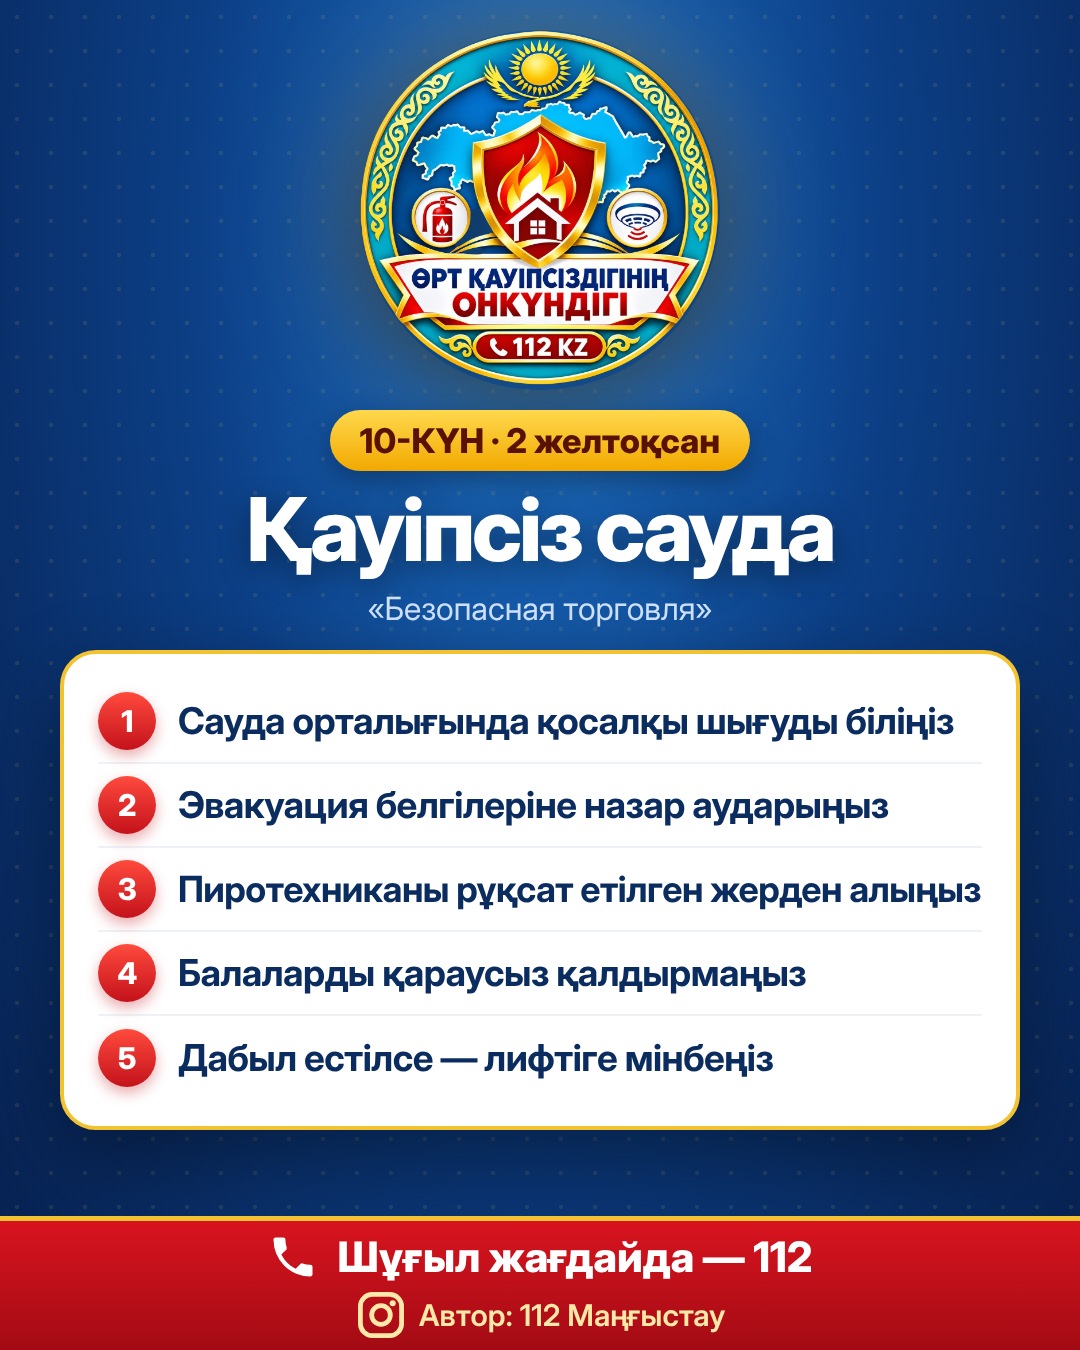 ӨРТ ҚАУІПСІЗДІГІНІҢ
ОНКҮНДІГІ
112 KZ
10-КҮН · 2 желтоқсан
Қауіпсіз сауда
«Безопасная торговля»
1 Сауда орталығында қосалқы шығуды біліңіз
2 Эвакуация белгілеріне назар аударыңыз
3 Пиротехниканы рұқсат етілген жерден алыңыз
4 Балаларды қараусыз қалдырмаңыз
5 Дабыл естілсе — лифтіге мінбеңіз
Шұғыл жағдайда — 112
Автор: 112 Маңғыстау